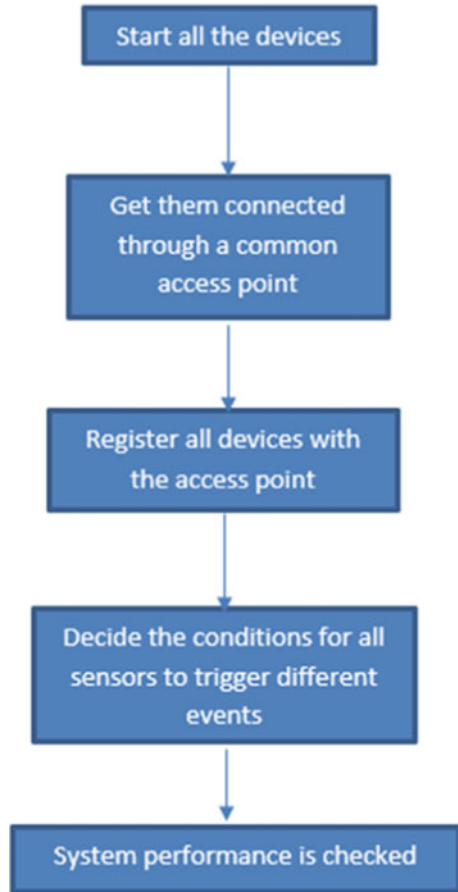 Start all the devices
Get them connected
through a common
access point
Register all devices with
the access point
Decide the conditions for all
sensors to trigger different
events
System performance is checked